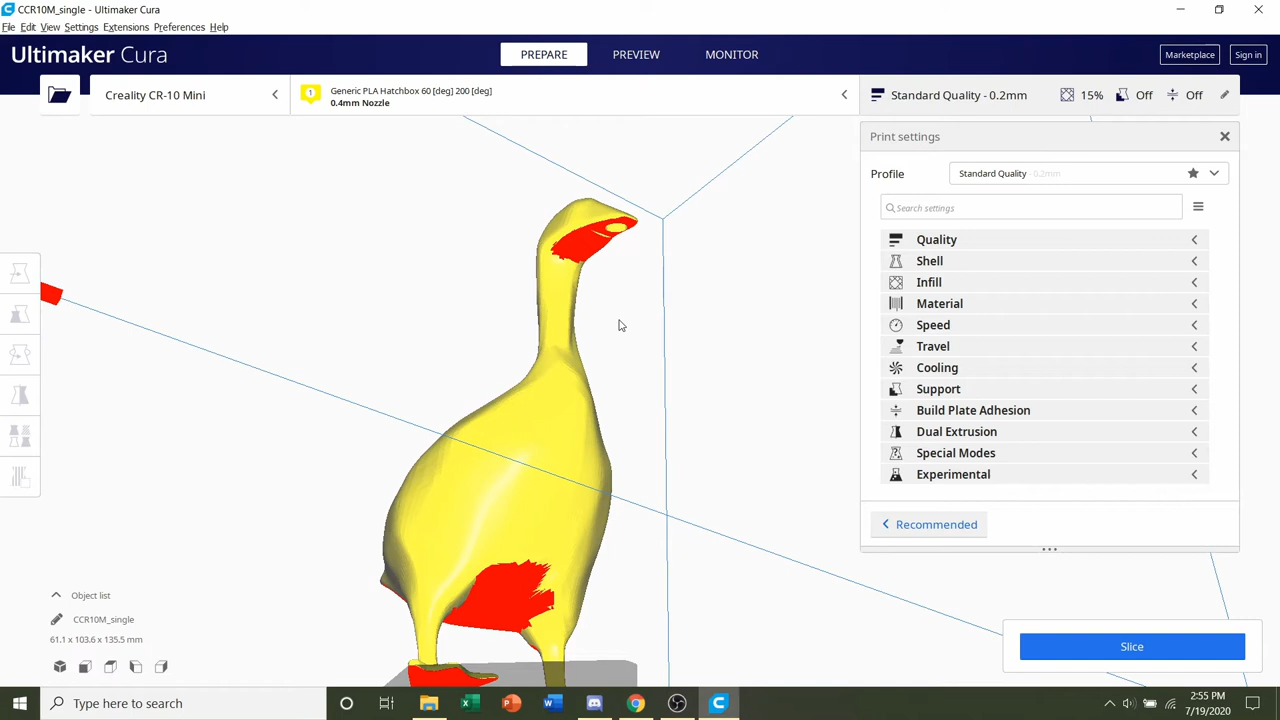 CCR10M_single - Ultimaker Cura
File Edit View Settings Extensions Preferences Help
Ultimaker Cura
PREPARE
PREVIEW
MONITOR
Marketplace
Sign in
Creality CR-10 Mini
1
Generic PLA Hatchbox 60 [deg] 200 [deg]
0.4mm Nozzle
Standard Quality - 0.2mm
15%
Off
Off
Print settings
Profile
Standard Quality - 0.2mm
Search settings
Quality
Shell
Infill
Material
Speed
Travel
Cooling
Support
Build Plate Adhesion
Dual Extrusion
Special Modes
Experimental
Recommended
Object list
CCR10M_single
61.1 x 103.6 x 135.5 mm
Slice
Type here to search
2:55 PM
7/19/2020